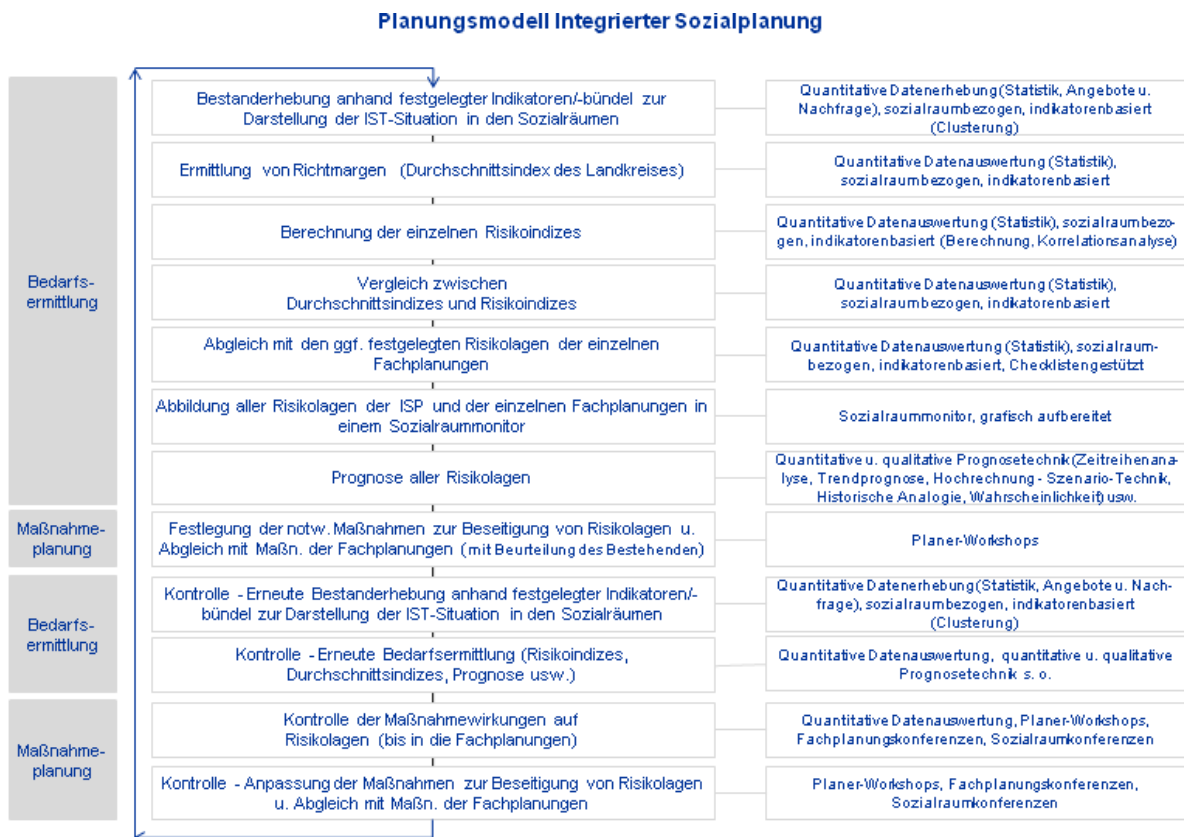 Planungsmodell Integrierter Sozialplanung
Bedarfs-
ermittlung
Bestanderhebung anhand festgelegter Indikatoren/-bündel zur
Darstellung der IST-Situation in den Sozialräumen
Quantitative Datenerhebung (Statistik, Angebote u.
Nachfrage), sozialraumbezogen, indikatorenbasiert
(Clusterung)
Ermittlung von Richtmargen (Durchschnittsindex des Landkreises)
Quantitative Datenauswertung (Statistik),
sozialraumbezogen, indikatorenbasiert
Berechnung der einzelnen Risikoindizes
Quantitative Datenauswertung (Statistik), sozialraumbezo-
gen, indikatorenbasiert (Berechnung, Korrelationsanalyse)
Vergleich zwischen
Durchschnittsindizes und Risikoindizes
Quantitative Datenauswertung (Statistik),
sozialraumbezogen, indikatorenbasiert
Abgleich mit den ggf. festgelegten Risikolagen der einzelnen
Fachplanungen
Quantitative Datenauswertung (Statistik), sozialraum-
bezogen, indikatorenbasiert, Checklistengestützt
Abbildung aller Risikolagen der ISP und der einzelnen Fachplanungen in
einem Sozialraummonitor
Sozialraummonitor, grafisch aufbereitet
Prognose aller Risikolagen
Quantitative u. qualitative Prognosetechnik (Zeitreihenana-
lyse, Trendprognose, Hochrechnung - Szenario-Technik,
Historische Analogie, Wahrscheinlichkeit) usw.
Maßnahme-
planung
Festlegung der notw. Maßnahmen zur Beseitigung von Risikolagen u.
Abgleich mit Maßn. der Fachplanungen (mit Beurteilung des Bestehenden)
Planer-Workshops
Bedarfs-
ermittlung
Kontrolle - Erneute Bestanderhebung anhand festgelegter Indikatoren/-
bündel zur Darstellung der IST-Situation in den Sozialräumen
Quantitative Datenerhebung (Statistik, Angebote u. Nach-
frage), sozialraumbezogen, indikatorenbasiert
(Clusterung)
Kontrolle - Erneute Bedarfsermittlung (Risikoindizes,
Durchschnittsindizes, Prognose usw.)
Quantitative Datenauswertung, quantitative u. qualitative
Prognosetechnik s. o.
Maßnahme-
planung
Kontrolle der Maßnahmewirkungen auf
Risikolagen (bis in die Fachplanungen)
Quantitative Datenauswertung, Planer-Workshops,
Fachplanungskonferenzen, Sozialraumkonferenzen
Kontrolle - Anpassung der Maßnahmen zur Beseitigung von Risikolagen
u. Abgleich mit Maßn. der Fachplanungen
Planer-Workshops, Fachplanungskonferenzen,
Sozialraumkonferenzen